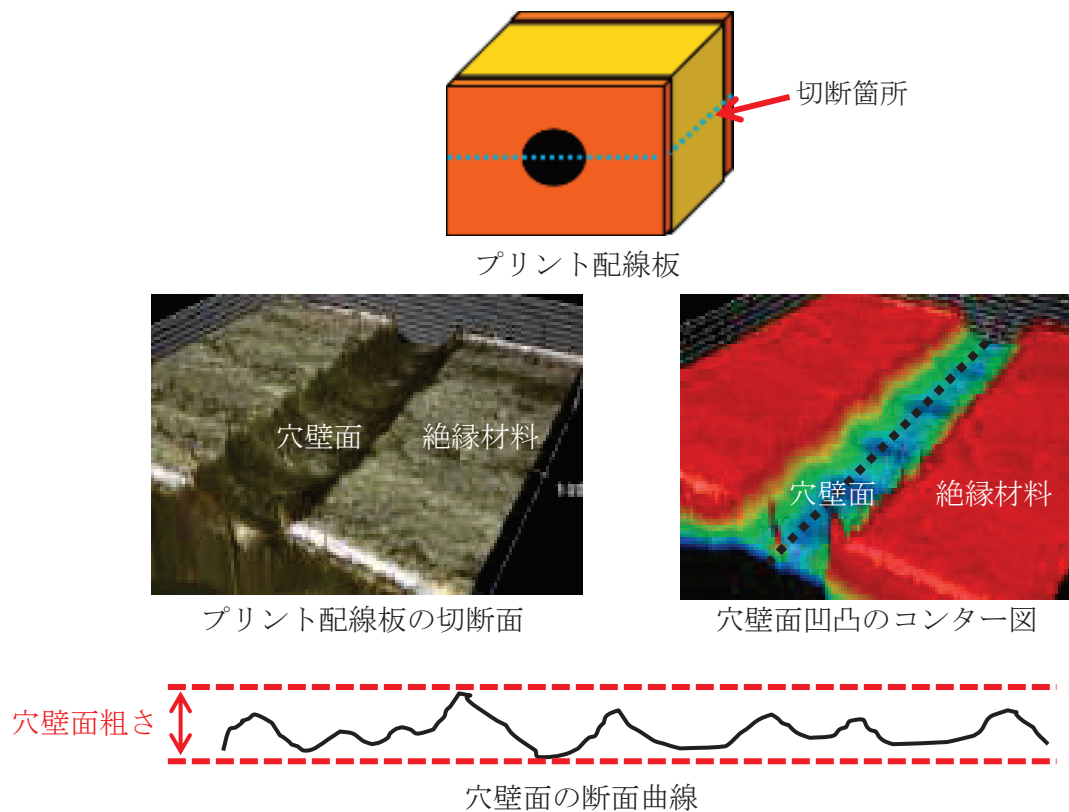 切断箇所
プリント配線板
穴壁面
絶縁材料
穴壁面
絶縁材料
プリント配線板の切断面
穴壁面凹凸のコンター図
穴壁面粗さ
穴壁面の断面曲線